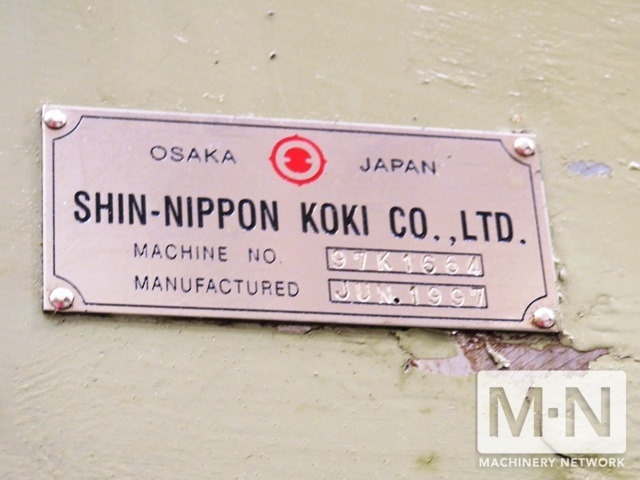 OSAKA JAPAN
SHIN-NIPPON KOKI CO.,LTD.
MACHINE NO. 97K1664
MANUFACTURED JUN.1997
M·N
MACHINERY NETWORK